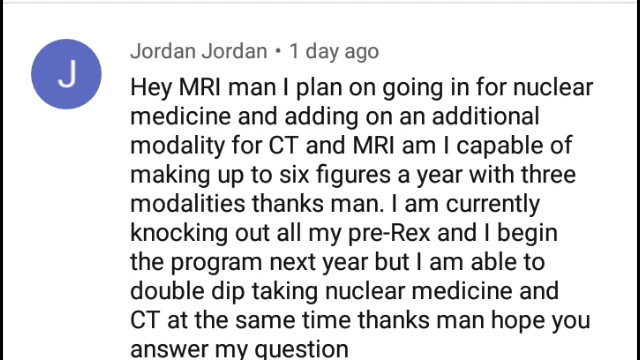 J
Jordan Jordan • 1 day ago
Hey MRI man I plan on going in for nuclear
medicine and adding on an additional
modality for CT and MRI am I capable of
making up to six figures a year with three
modalities thanks man. I am currently
knocking out all my pre-Rex and I begin
the program next year but I am able to
double dip taking nuclear medicine and
CT at the same time thanks man hope you
answer my question